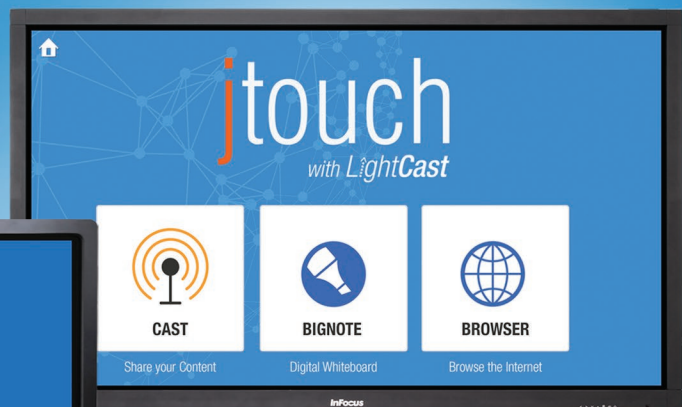 jtouch
with LightCast
CAST
BIGNOTE
BROWSER
Share your Content
Digital Whiteboard
Browse the Internet
InFocus